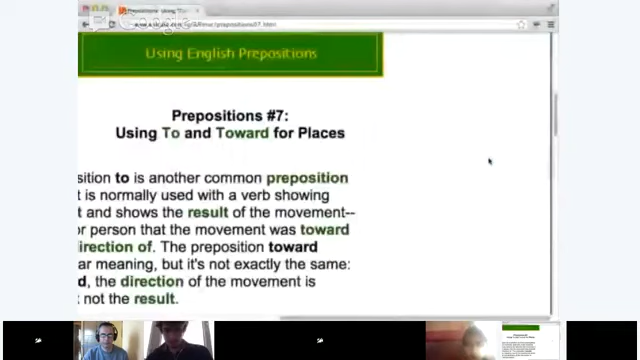 Google
Using English Prepositions
Prepositions #7:
Using To and Toward for Places
sition to is another common preposition
t is normally used with a verb showing
t and shows the result of the movement--
or person that the movement was toward
direction of. The preposition toward
ar meaning, but it's not exactly the same:
d, the direction of the movement is
t not the result.